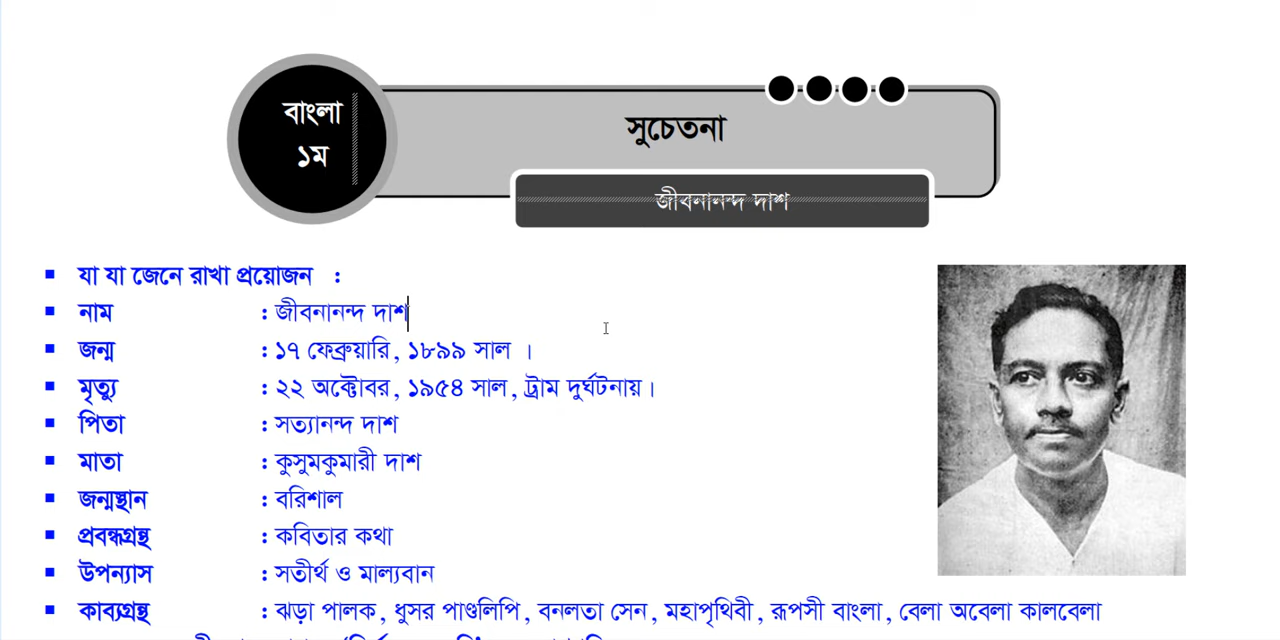 বাংলা
১ম
সুচেতনা
জীবনানন্দ দাশ
যা যা জেনে রাখা প্রয়োজন :
নাম : জীবনানন্দ দাশ
জন্ম : ১৭ ফেব্রুয়ারি, ১৮৯৯ সাল ।
মৃত্যু : ২২ অক্টোবর, ১৯৫৪ সাল, ট্রাম দুর্ঘটনায়।
পিতা : সত্যানন্দ দাশ
মাতা : কুসুমকুমারী দাশ
জন্মস্থান : বরিশাল
প্রবন্ধগ্রন্থ : কবিতার কথা
উপন্যাস : সতীর্থ ও মাল্যবান
কাব্যগ্রন্থ : ঝড়া পালক, ধুসর পাণ্ডলিপি, বনলতা সেন, মহাপৃথিবী, রূপসী বাংলা, বেলা অবেলা কালবেলা